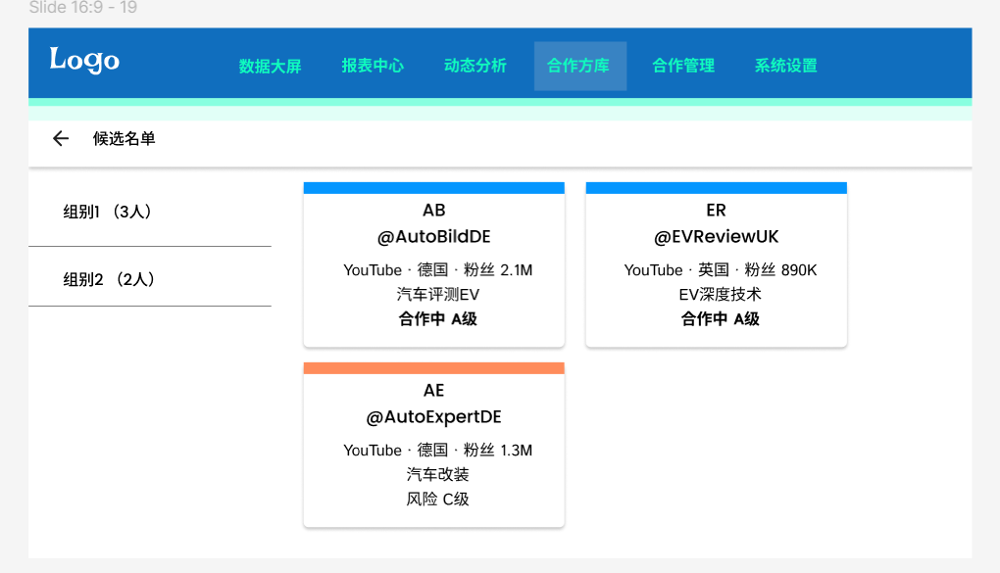 Slide 16:9 - 19
Logo
数据大屏 报表中心 动态分析 合作方库 合作管理 系统设置
候选名单
组别1 （3人）
组别2 （2人）
AB
@AutoBildDE
YouTube · 德国 · 粉丝 2.1M
汽车评测EV
合作中 A级
ER
@EVReviewUK
YouTube · 英国 · 粉丝 890K
EV深度技术
合作中 A级
AE
@AutoExpertDE
YouTube · 德国 · 粉丝 1.3M
汽车改装
风险 C级